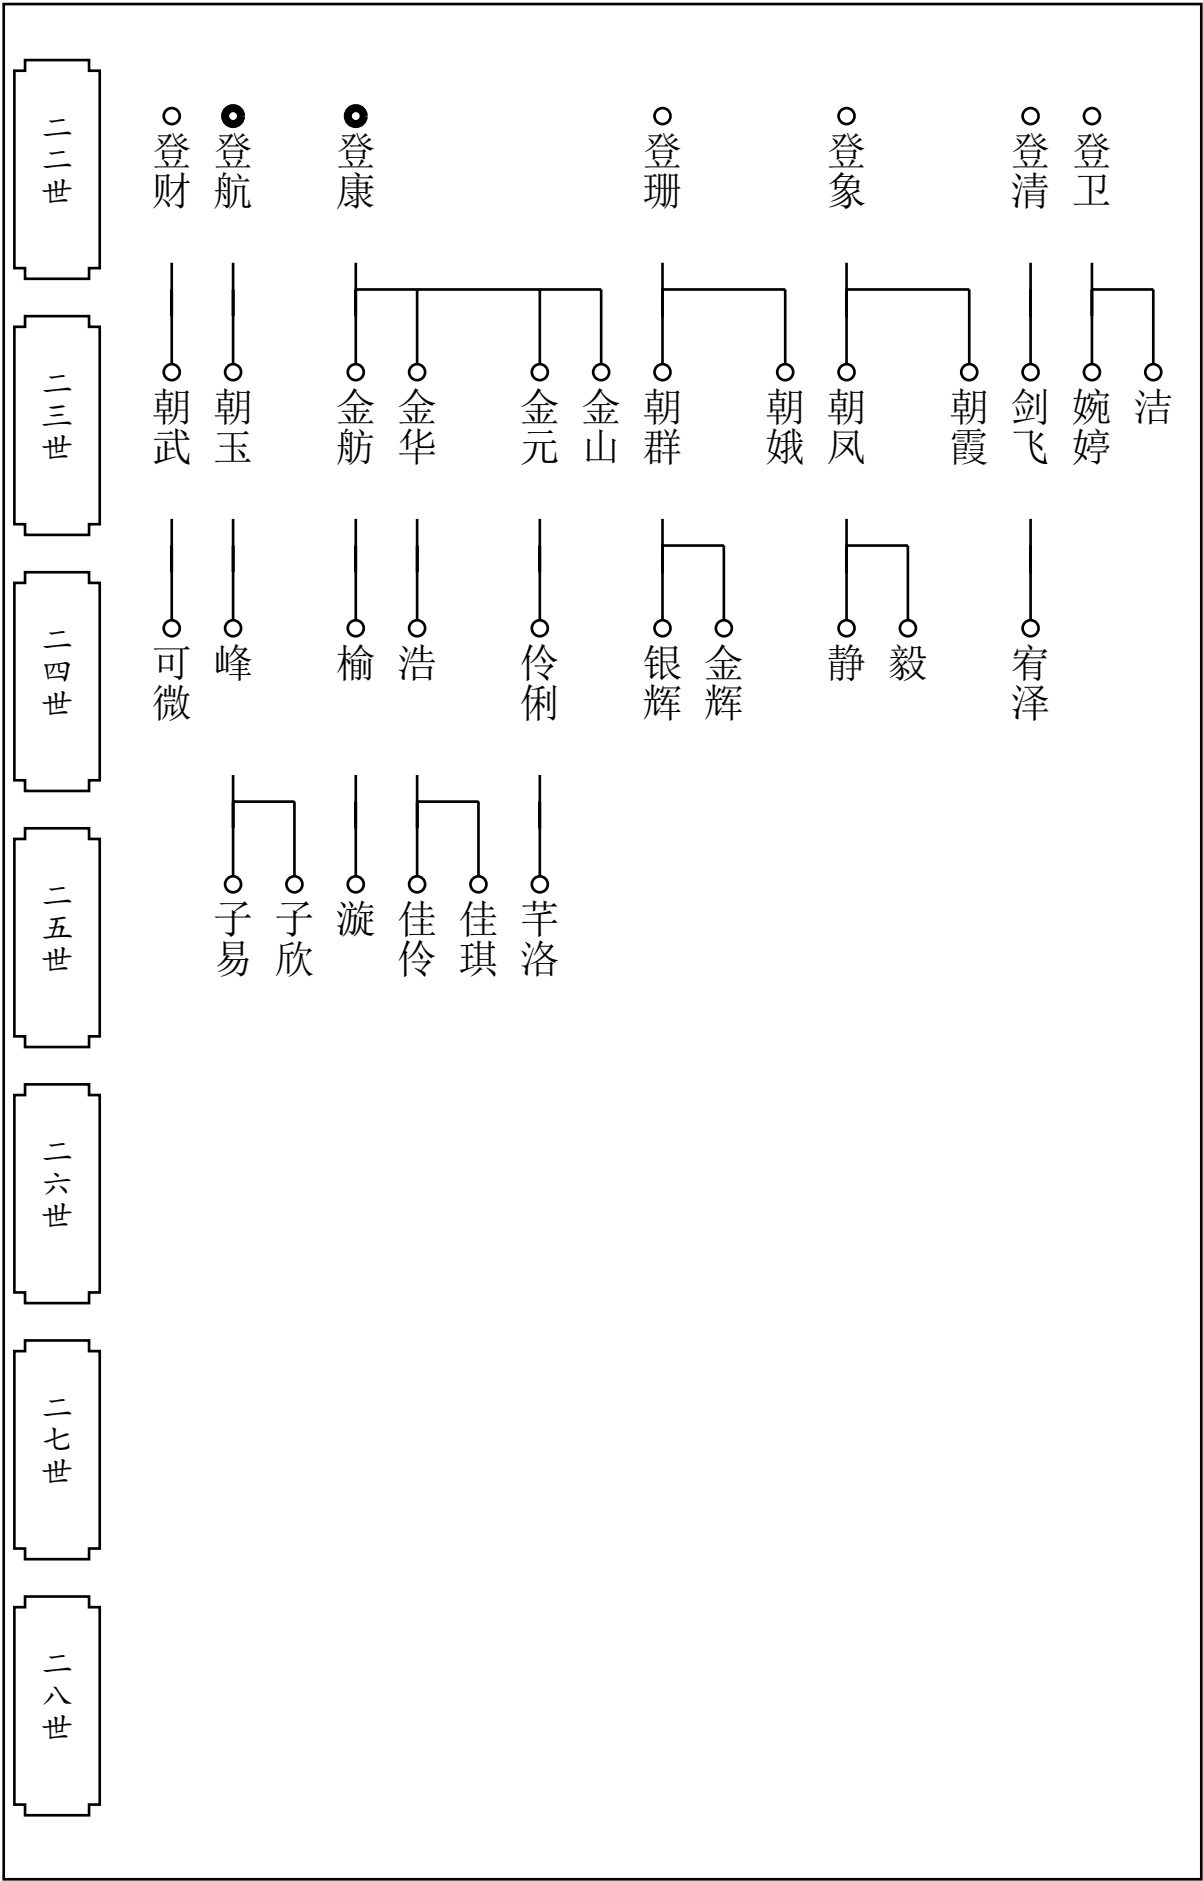 二二世
登财
登航
登康
登珊
登象
登清
登卫
二三世
朝武
朝玉
金舫
金华
金元
金山
朝群
朝娥
朝凤
朝霞
剑飞
婉婷
洁
二四世
可微
峰
榆
浩
伶俐
银辉
金辉
静
毅
宥泽
二五世
子易
子欣
漩
佳伶
佳琪
芊洛
二六世
二七世
二八世